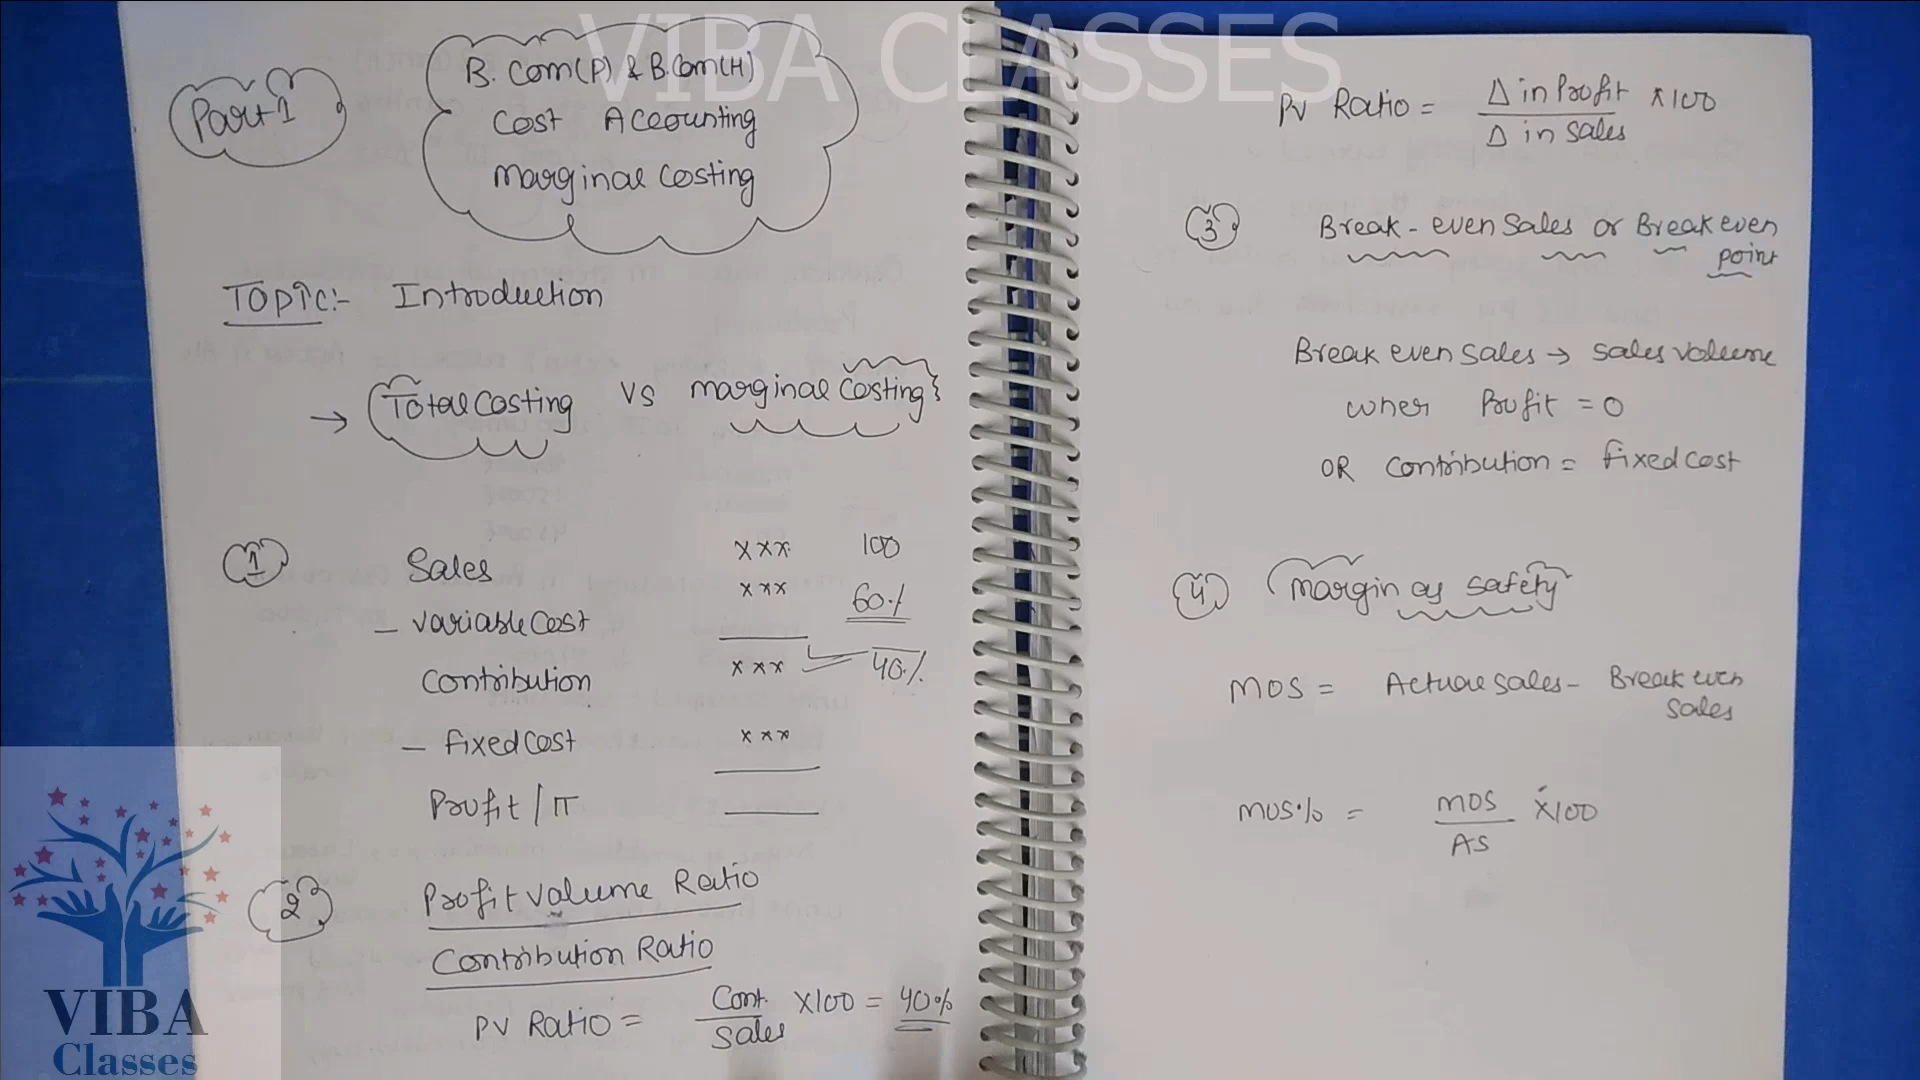 VIBA CLASSES
Part 1
B. Com(P) & B.Com(H)
Cost Accounting
Marginal Costing
TOPIC:- Introduction
→ Total Costing VS Marginal Costing
1 Sales xxx 100
- Variable Cost xxx 60%
Contribution xxx 40%
- Fixed Cost xxx
Profit / π
2 Profit Volume Ratio
Contribution Ratio
PV Ratio = Cont. / Sales x100 = 40%
PV Ratio = Δ in Profit / Δ in Sales x100
3 Break-even Sales or Break even
point
Break even Sales → Sales Volume
when Profit = 0
OR Contribution = Fixed Cost
4 Margin of Safety
MOS = Actual Sales - Break even
Sales
MOS% = MOS / AS x100
VIBA
Classes